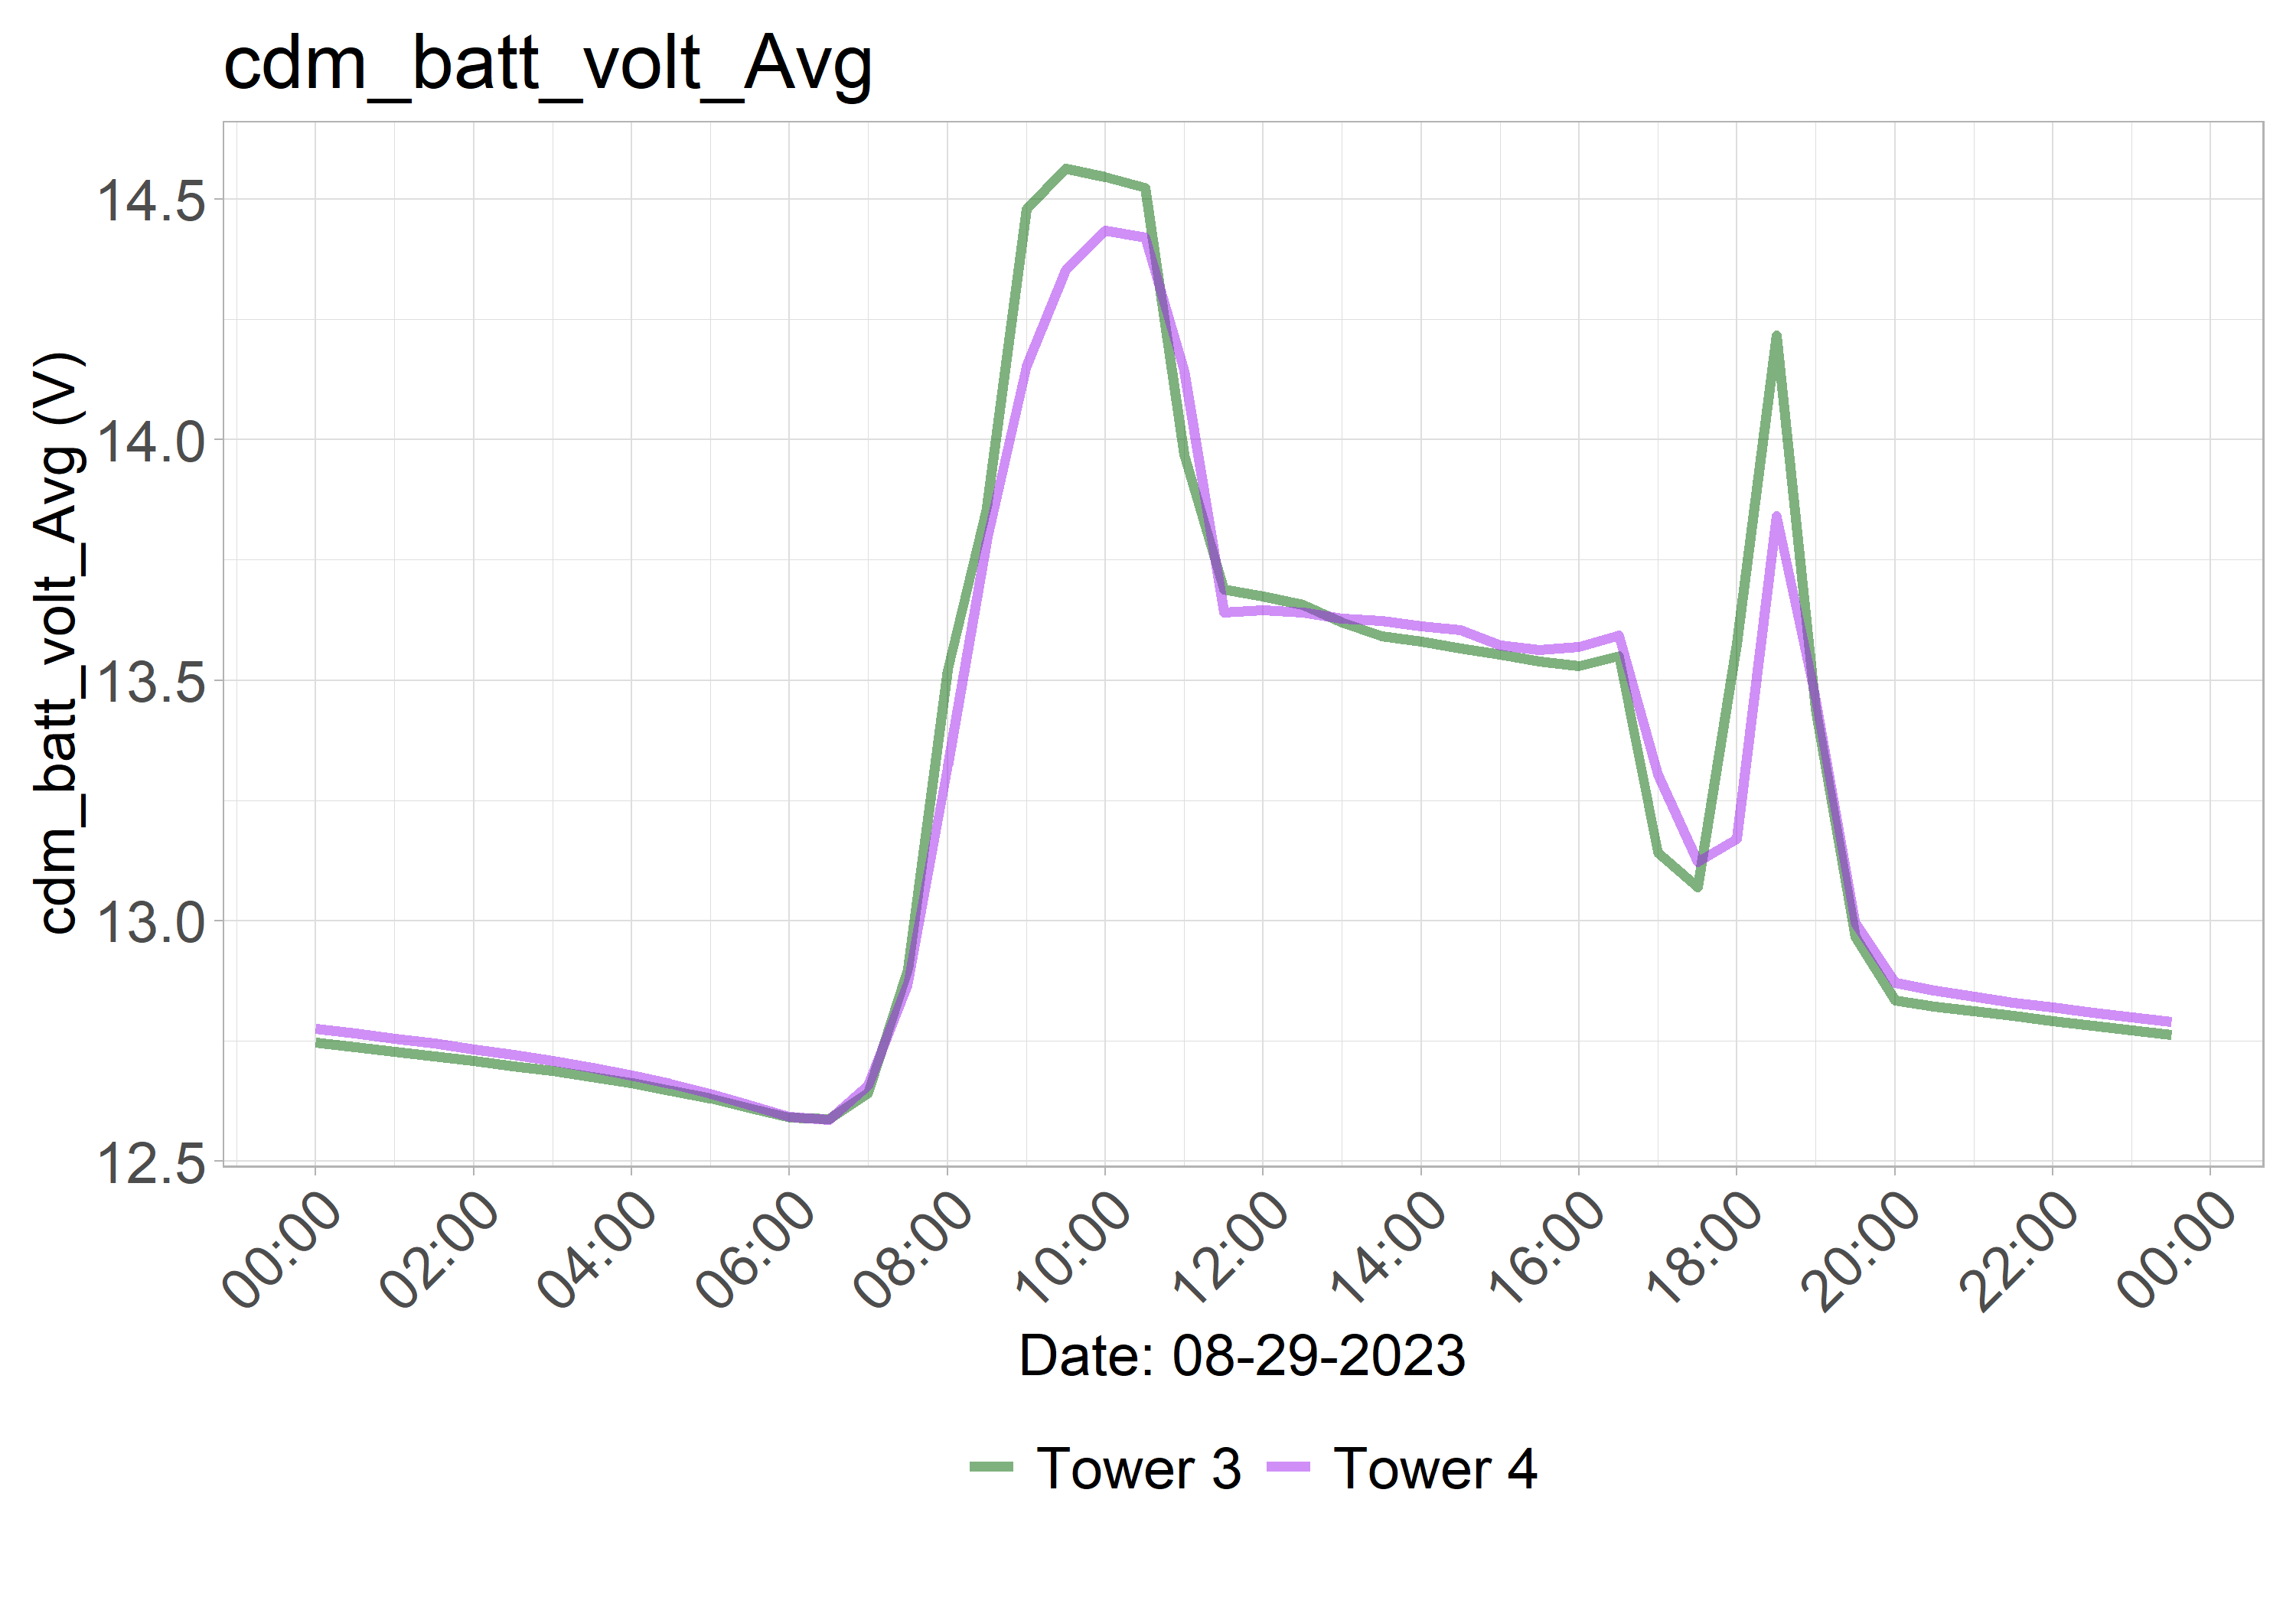 cdm_batt_volt_Avg
cdm_batt_volt_Avg (V)
14.5
14.0
13.5
13.0
12.5
00:00 02:00 04:00 06:00 08:00 10:00 12:00 14:00 16:00 18:00 20:00 22:00 00:00
Date: 08-29-2023
Tower 3 Tower 4